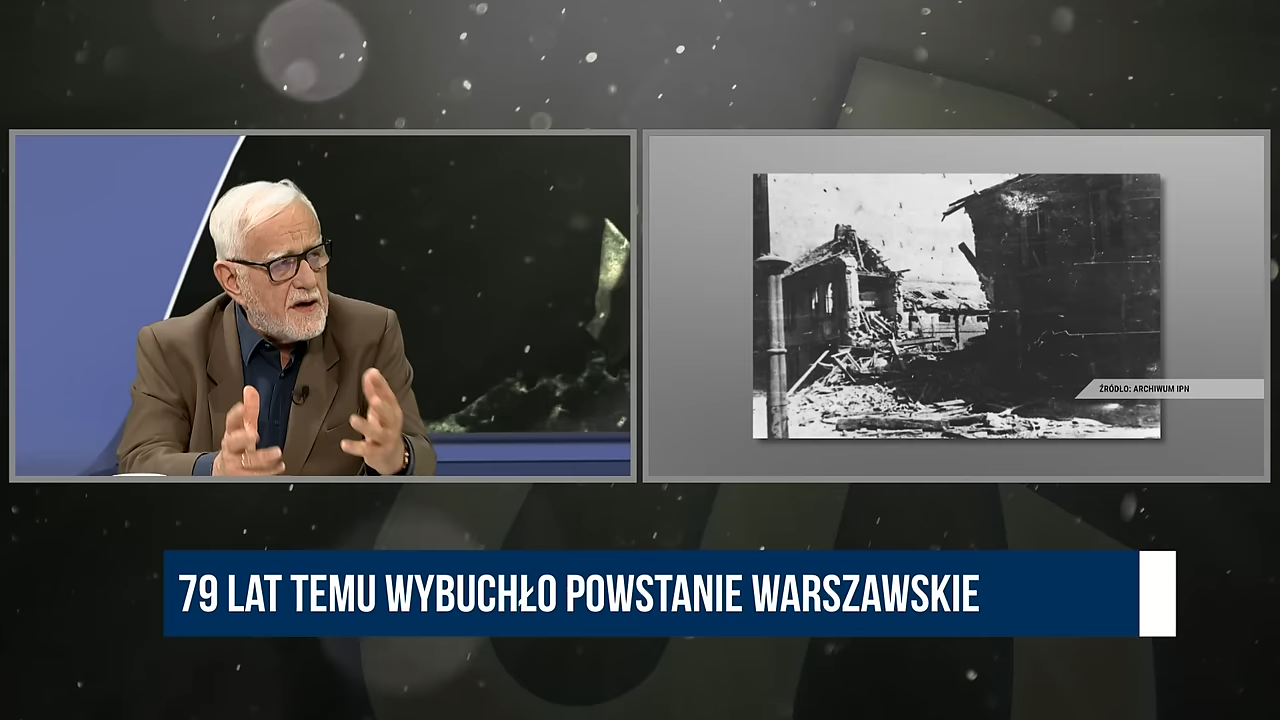 ŹRÓDŁO: ARCHIWUM IPN
79 LAT TEMU WYBUCHŁO POWSTANIE WARSZAWSKIE